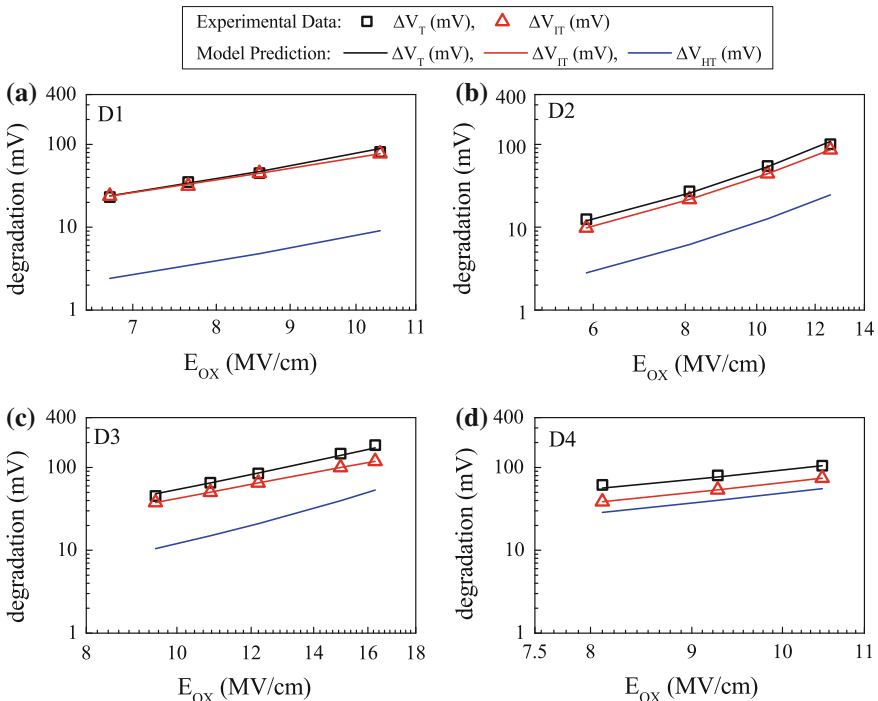 Experimental Data: ΔV_T (mV), ΔV_IT (mV)
Model Prediction: ΔV_T (mV), ΔV_IT (mV), ΔV_HT (mV)
(a)
400
100
10
1
degradation (mV)
D1
7 8 9 10 11
E_OX (MV/cm)
(b)
400
100
10
1
degradation (mV)
D2
6 8 10 12 14
E_OX (MV/cm)
(c)
400
100
10
1
degradation (mV)
D3
8 10 12 14 16 18
E_OX (MV/cm)
(d)
400
100
10
1
degradation (mV)
D4
7.5 8 9 10 11
E_OX (MV/cm)